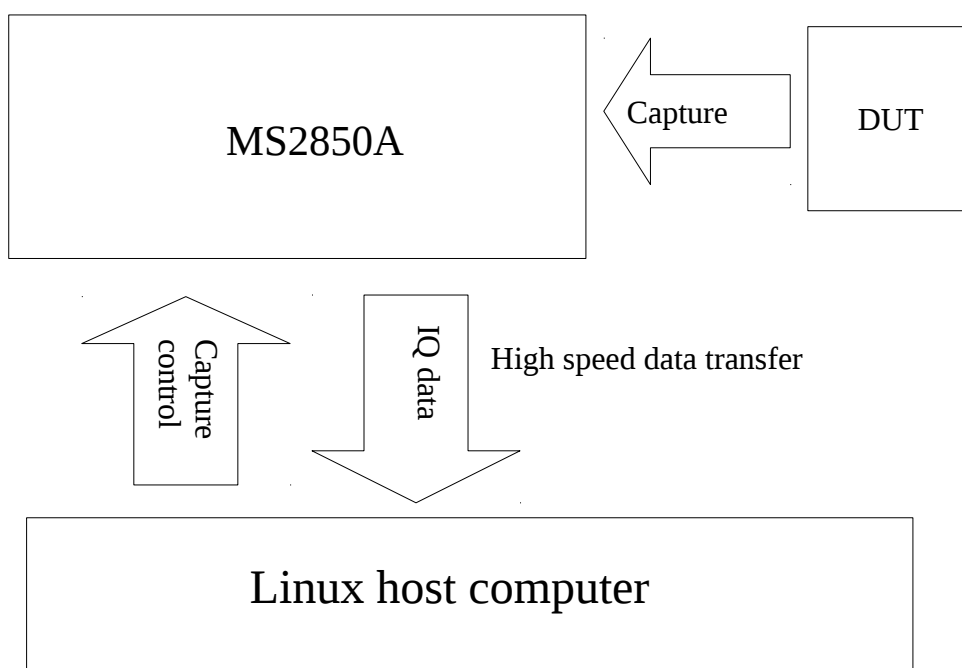 MS2850A
Capture
DUT
Capture
control
IQ data
High speed data transfer
Linux host computer